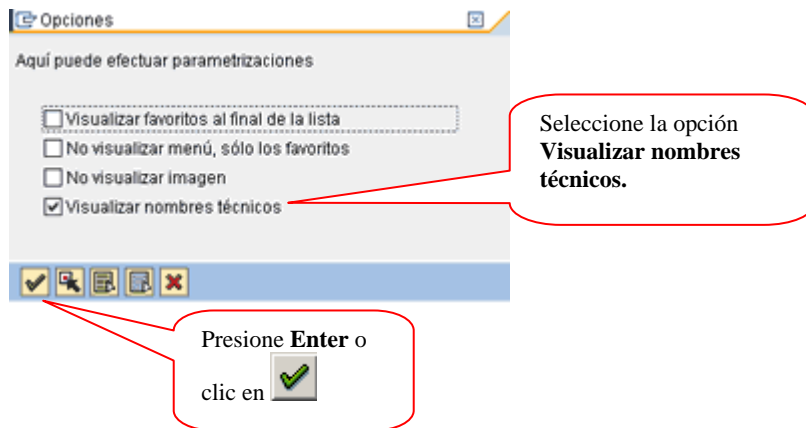 Opciones
Aquí puede efectuar parametrizaciones
Visualizar favoritos al final de la lista
No visualizar menú, sólo los favoritos
No visualizar imagen
Visualizar nombres técnicos
Seleccione la opción
Visualizar nombres
técnicos.
Presione Enter o
clic en